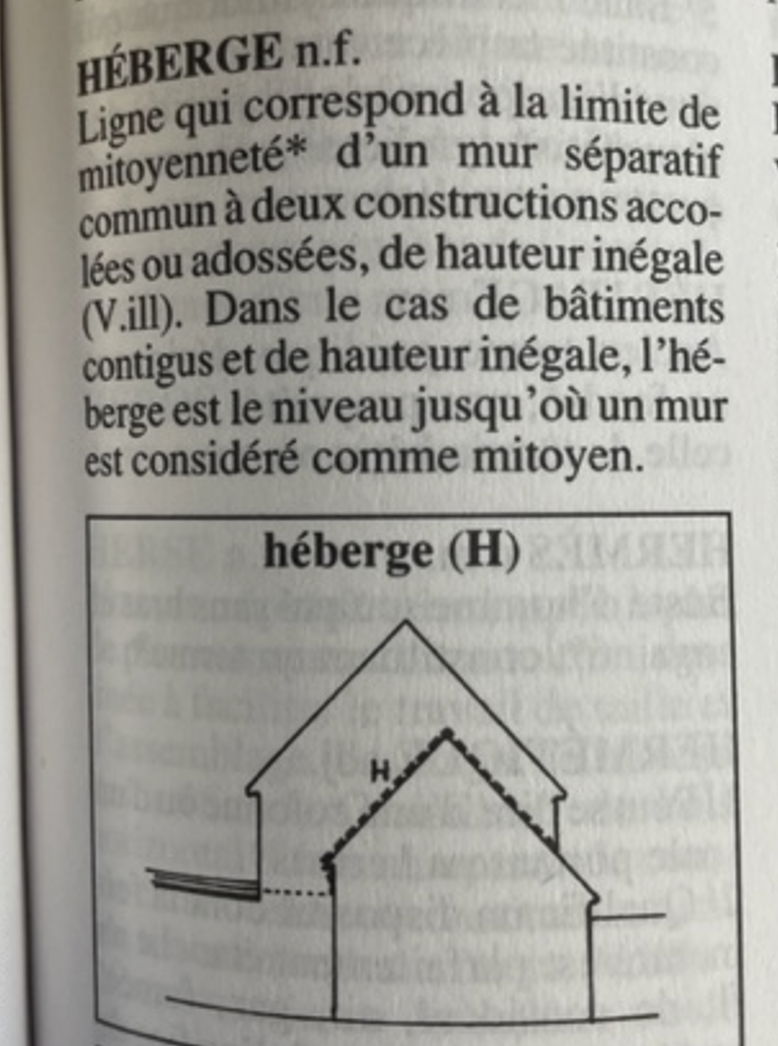 HÉBERGE n.f.
Ligne qui correspond à la limite de
mitoyenneté* d'un mur séparatif
commun à deux constructions acco-
lées ou adossées, de hauteur inégale
(V.ill). Dans le cas de bâtiments
contigus et de hauteur inégale, l'hé-
berge est le niveau jusqu'où un mur
est considéré comme mitoyen.
héberge (H)
H